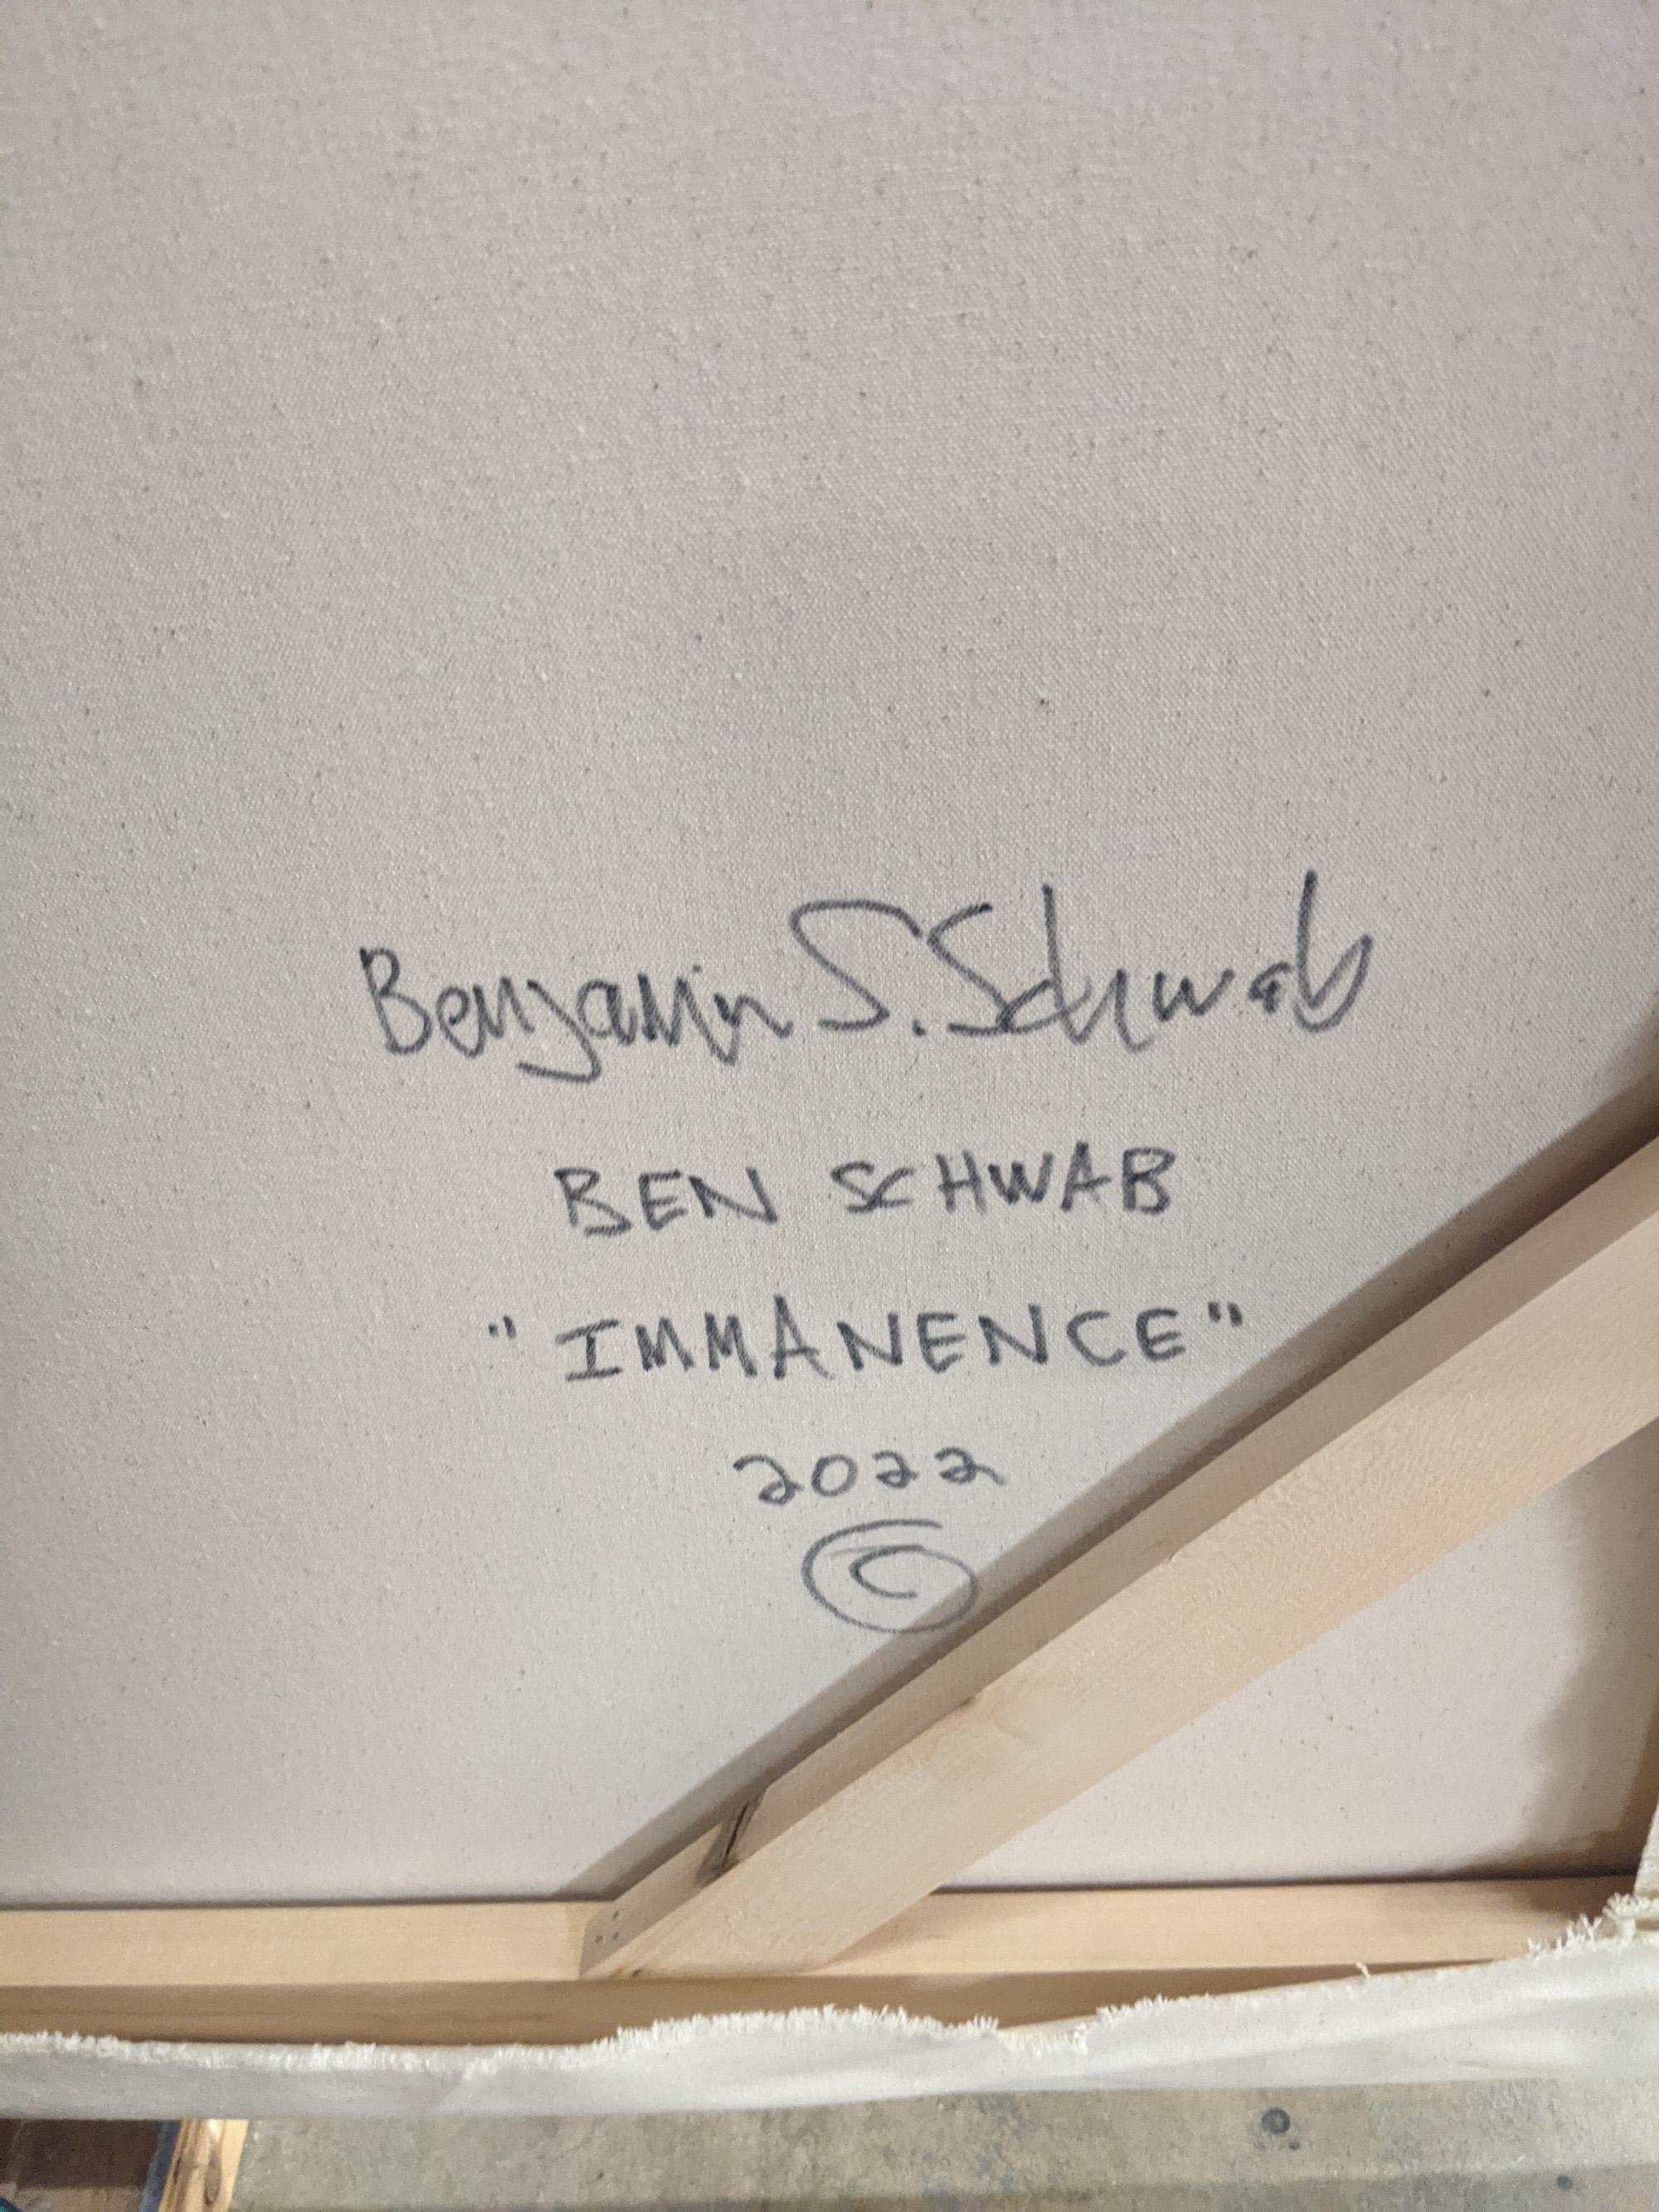 Benjamin S. Schwab
BEN SCHWAB
"IMMANENCE"
2022
©